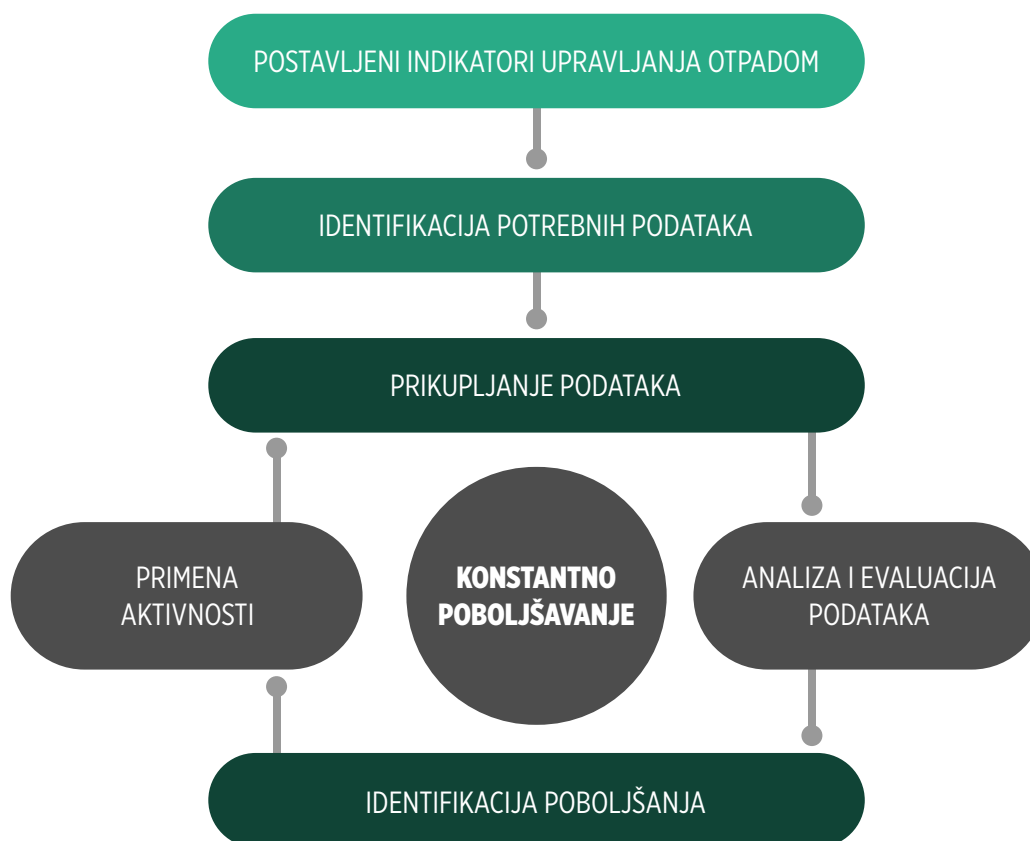 POSTAVLJENI INDIKATORI UPRAVLJANJA OTPADOM
IDENTIFIKACIJA POTREBNIH PODATAKA
PRIKUPLJANJE PODATAKA
PRIMENA
AKTIVNOSTI
KONSTANTNO
POBOLJŠAVANJE
ANALIZA I EVALUACIJA
PODATAKA
IDENTIFIKACIJA POBOLJŠANJA